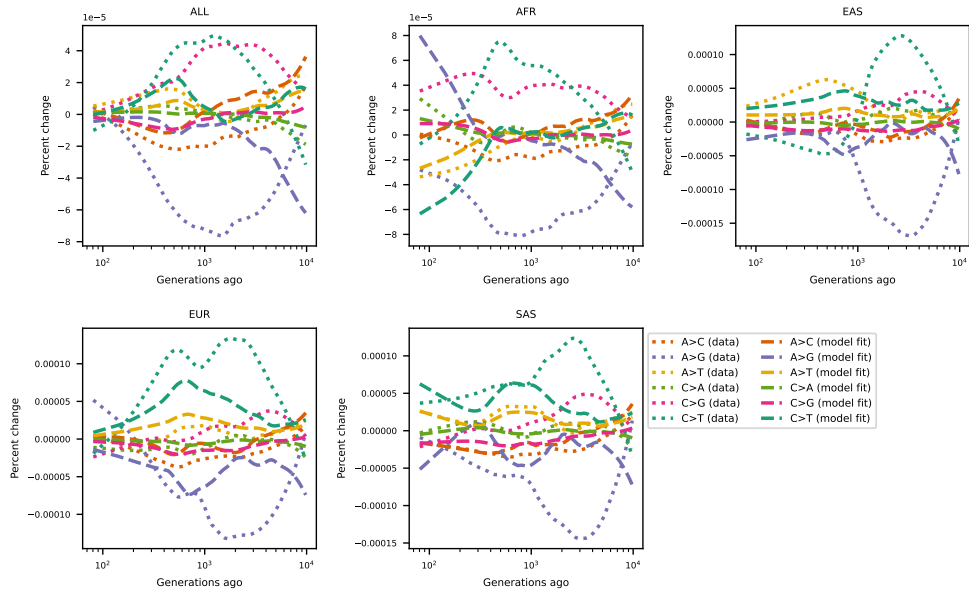 ALL
1e−5
4
2
0
−2
−4
−6
−8
Percent change
10²
10³
10⁴
Generations ago
AFR
1e−5
8
6
4
2
0
−2
−4
−6
−8
Percent change
10²
10³
10⁴
Generations ago
EAS
0.00010
0.00005
0.00000
−0.00005
−0.00010
−0.00015
Percent change
10²
10³
10⁴
Generations ago
EUR
0.00010
0.00005
0.00000
−0.00005
−0.00010
Percent change
10²
10³
10⁴
Generations ago
SAS
0.00010
0.00005
0.00000
−0.00005
−0.00010
−0.00015
Percent change
10²
10³
10⁴
Generations ago
A>C (data)
A>G (data)
A>T (data)
C>A (data)
C>G (data)
C>T (data)
A>C (model fit)
A>G (model fit)
A>T (model fit)
C>A (model fit)
C>G (model fit)
C>T (model fit)